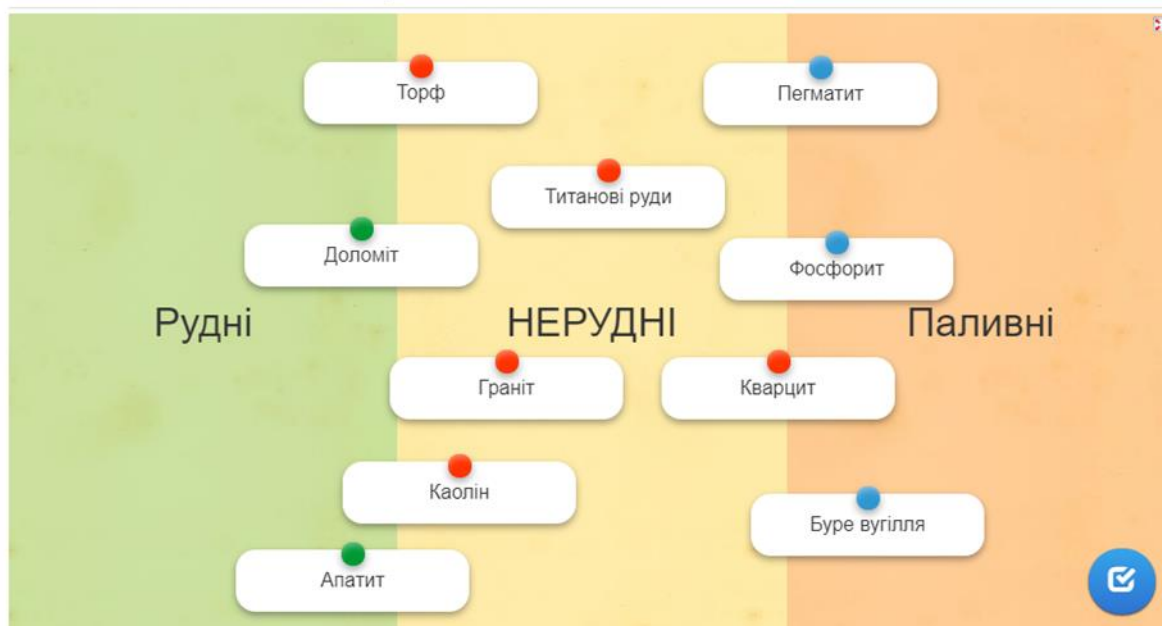 Торф
Пегматит
Титанові руди
Доломіт
Фосфорит
Рудні
НЕРУДНІ
Паливні
Граніт
Кварцит
Каолін
Буре вугілля
Апатит